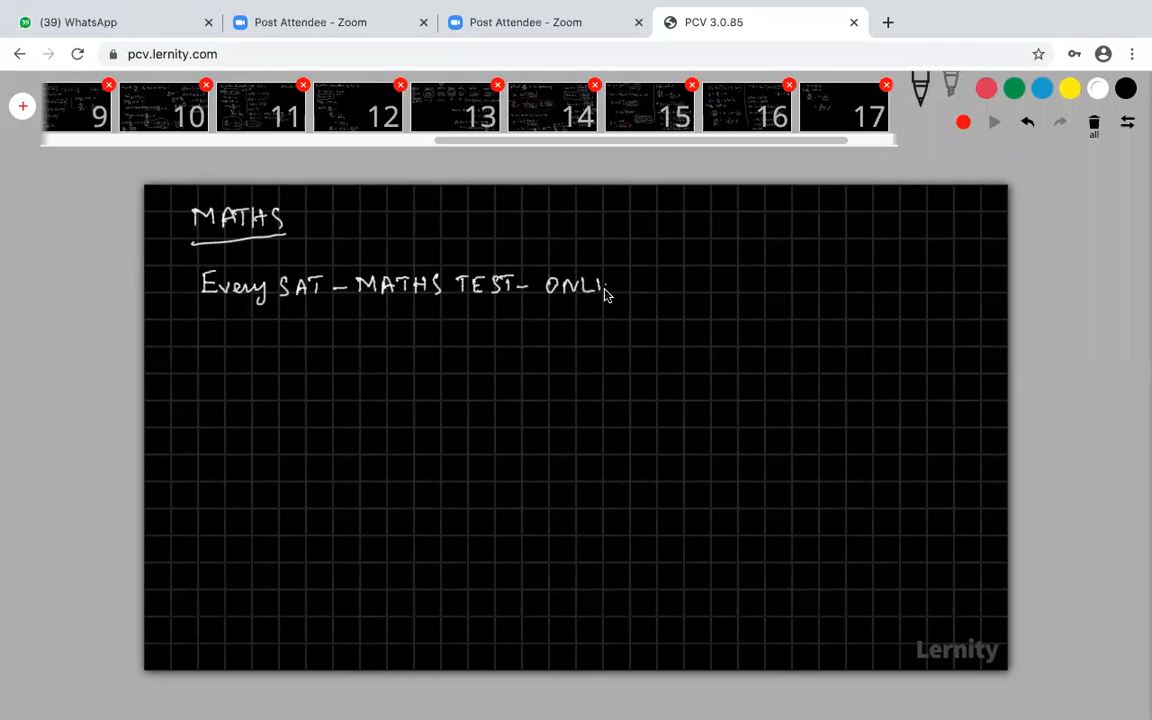 (39) WhatsApp
Post Attendee - Zoom
Post Attendee - Zoom
PCV 3.0.85
pcv.lernity.com
9
10
11
12
13
14
15
16
17
all
MATHS
Every SAT - MATHS TEST - ONLI
Lernity